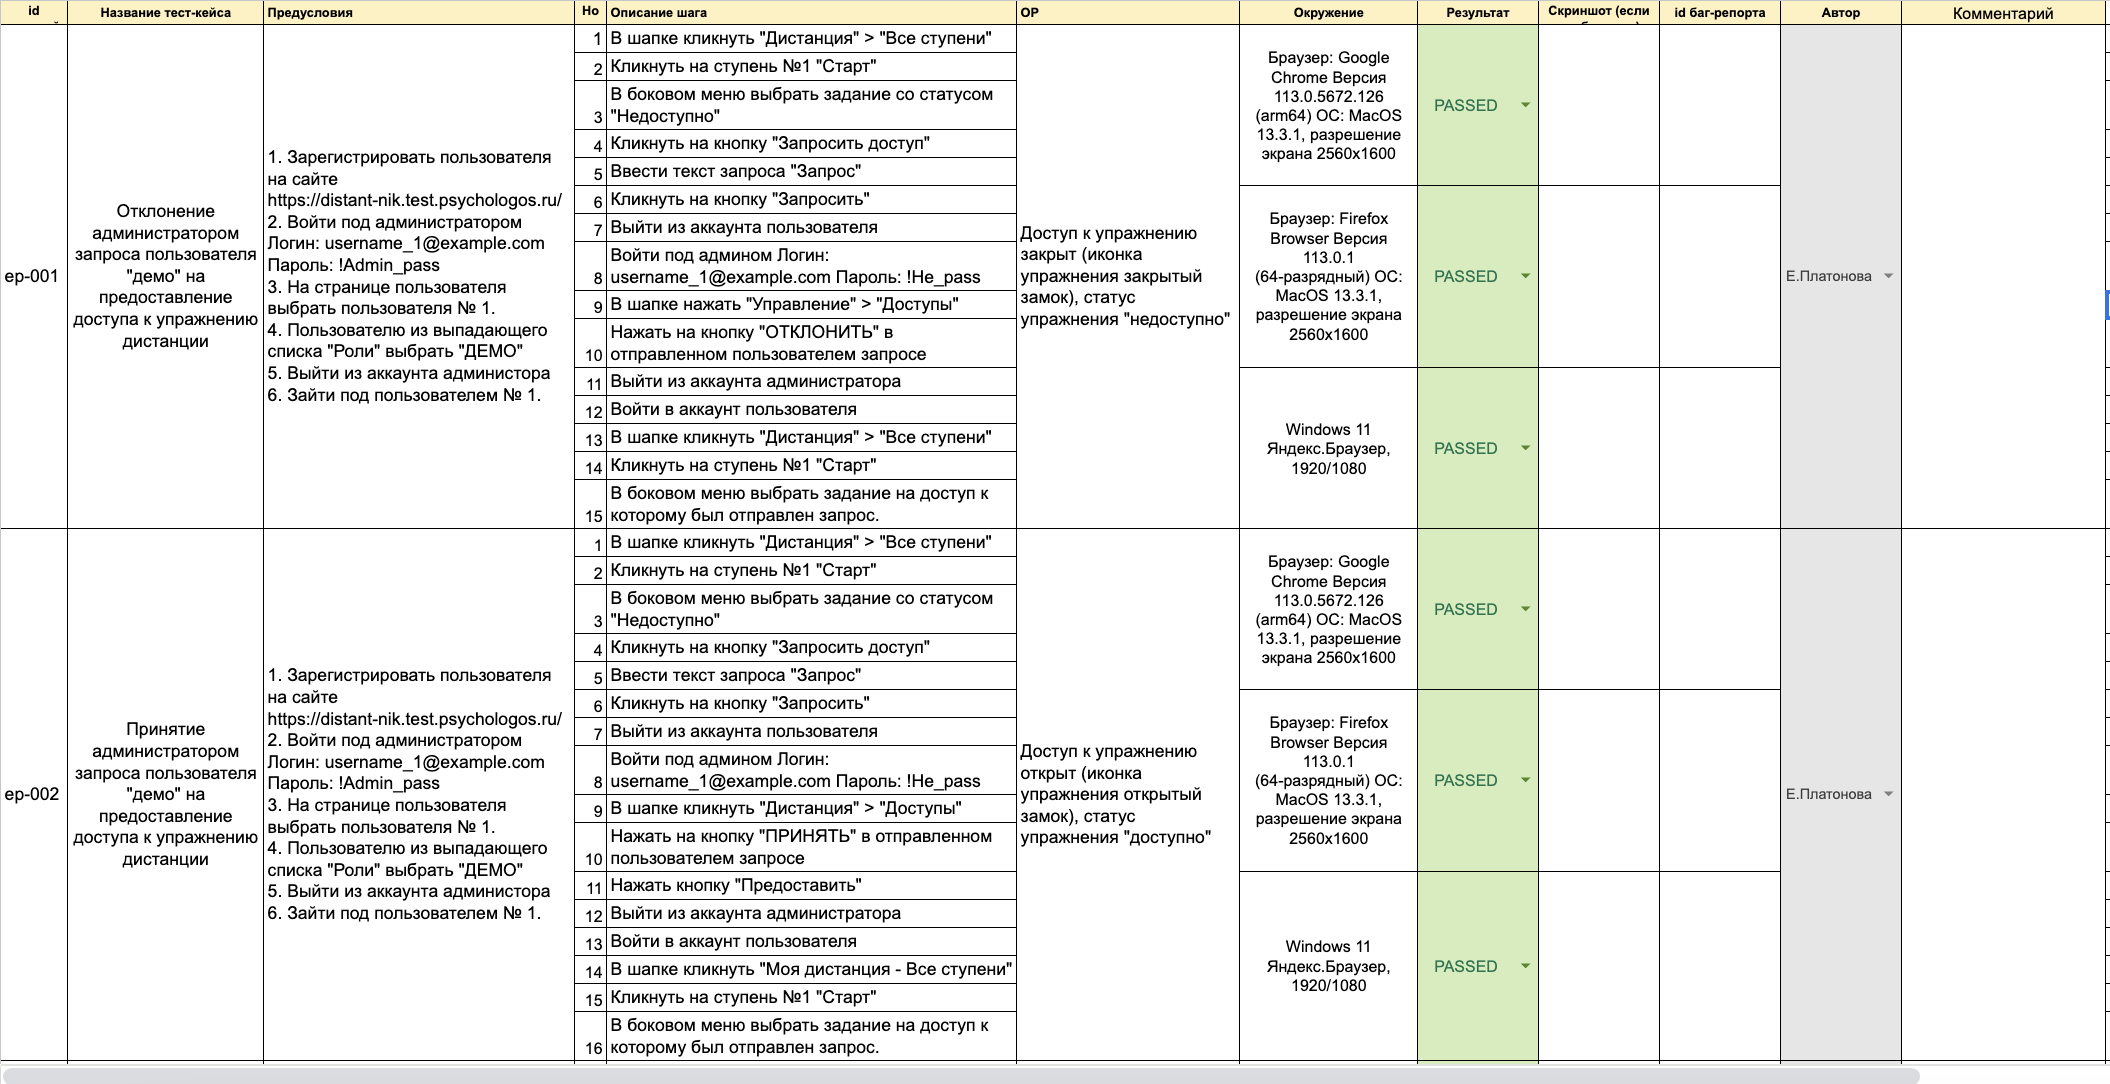 id
Название тест-кейса
Предусловия
Но
Описание шага
ОР
Окружение
Результат
Скриншот (если
id баг-репорта
Автор
Комментарий
ep-001
Отклонение
администратором
запроса пользователя
"демо" на
предоставление
доступа к упражнению
дистанции
1. Зарегистрировать пользователя
на сайте
https://distant-nik.test.psychologos.ru/
2. Войти под администратором
Логин: username_1@example.com
Пароль: !Admin_pass
3. На странице пользователя
выбрать пользователя № 1.
4. Пользователю из выпадающего
списка "Роли" выбрать "ДЕМО"
5. Выйти из аккаунта администора
6. Зайти под пользователем № 1.
1 В шапке кликнуть "Дистанция" > "Все ступени"
2 Кликнуть на ступень №1 "Старт"
В боковом меню выбрать задание со статусом
3 "Недоступно"
4 Кликнуть на кнопку "Запросить доступ"
5 Ввести текст запроса "Запрос"
6 Кликнуть на кнопку "Запросить"
7 Выйти из аккаунта пользователя
Войти под админом Логин:
8 username_1@example.com Пароль: !He_pass
9 В шапке нажать "Управление" > "Доступы"
Нажать на кнопку "ОТКЛОНИТЬ" в
10 отправленном пользователем запросе
11 Выйти из аккаунта администратора
12 Войти в аккаунт пользователя
13 В шапке кликнуть "Дистанция" > "Все ступени"
14 Кликнуть на ступень №1 "Старт"
В боковом меню выбрать задание на доступ к
15 которому был отправлен запрос.
Доступ к упражнению
закрыт (иконка
упражнения закрытый
замок), статус
упражнения "недоступно"
Браузер: Google
Chrome Версия
113.0.5672.126
(arm64) ОС: MacOS
13.3.1, разрешение
экрана 2560x1600
PASSED
Браузер: Firefox
Browser Версия
113.0.1
(64-разрядный) ОС:
MacOS 13.3.1,
разрешение экрана
2560x1600
PASSED
Windows 11
Яндекс.Браузер,
1920/1080
PASSED
Е.Платонова
ep-002
Принятие
администратором
запроса пользователя
"демо" на
предоставление
доступа к упражнению
дистанции
1. Зарегистрировать пользователя
на сайте
https://distant-nik.test.psychologos.ru/
2. Войти под администратором
Логин: username_1@example.com
Пароль: !Admin_pass
3. На странице пользователя
выбрать пользователя № 1.
4. Пользователю из выпадающего
списка "Роли" выбрать "ДЕМО"
5. Выйти из аккаунта администора
6. Зайти под пользователем № 1.
1 В шапке кликнуть "Дистанция" > "Все ступени"
2 Кликнуть на ступень №1 "Старт"
В боковом меню выбрать задание со статусом
3 "Недоступно"
4 Кликнуть на кнопку "Запросить доступ"
5 Ввести текст запроса "Запрос"
6 Кликнуть на кнопку "Запросить"
7 Выйти из аккаунта пользователя
Войти под админом Логин:
8 username_1@example.com Пароль: !He_pass
9 В шапке кликнуть "Дистанция" > "Доступы"
Нажать на кнопку "ПРИНЯТЬ" в отправленном
10 пользователем запросе
11 Нажать кнопку "Предоставить"
12 Выйти из аккаунта администратора
13 Войти в аккаунт пользователя
14 В шапке кликнуть "Моя дистанция - Все ступени"
15 Кликнуть на ступень №1 "Старт"
В боковом меню выбрать задание на доступ к
16 которому был отправлен запрос.
Доступ к упражнению
открыт (иконка
упражнения открытый
замок), статус
упражнения "доступно"
Браузер: Google
Chrome Версия
113.0.5672.126
(arm64) ОС: MacOS
13.3.1, разрешение
экрана 2560x1600
PASSED
Браузер: Firefox
Browser Версия
113.0.1
(64-разрядный) ОС:
MacOS 13.3.1,
разрешение экрана
2560x1600
PASSED
Windows 11
Яндекс.Браузер,
1920/1080
PASSED
Е.Платонова